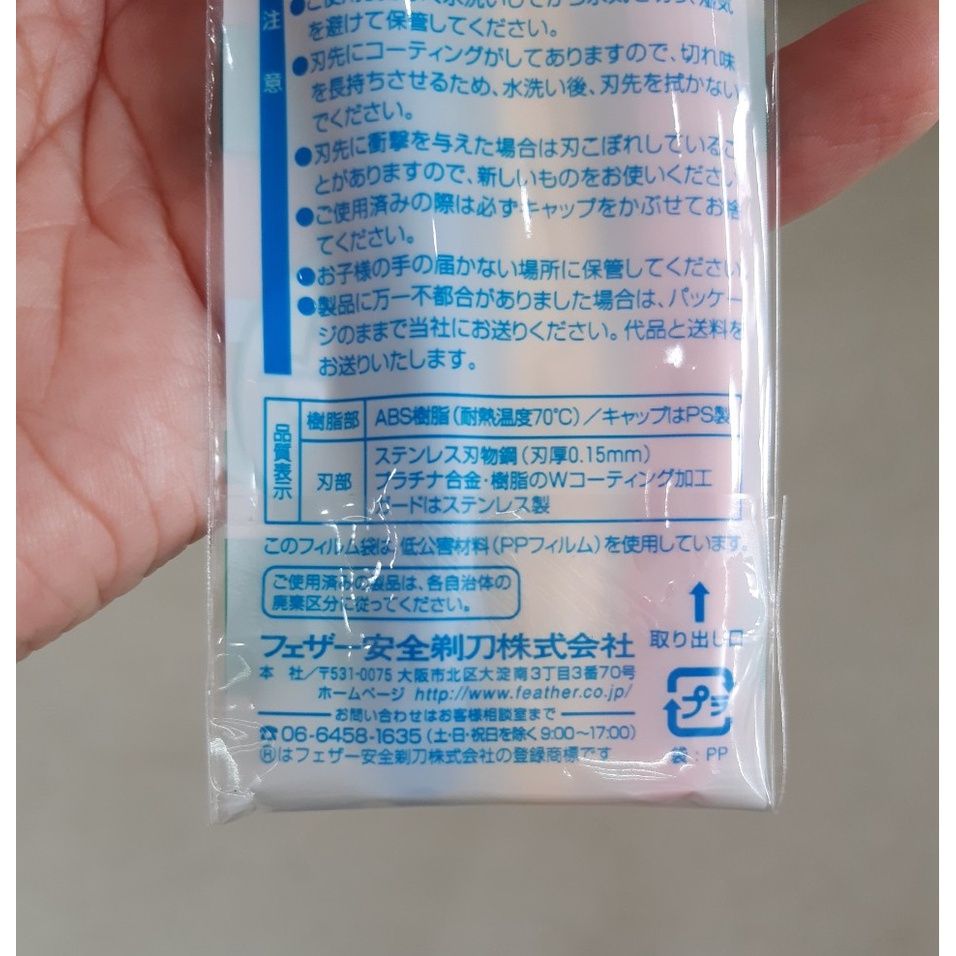 注意
を避けて保管してください。
●刃先にコーティングがしてありますので、切れ味
を長持ちさせるため、水洗い後、刃先を拭かない
でください。
●刃先に衝撃を与えた場合は刃こぼれしているこ
とがありますので、新しいものをお使いくださ
●ご使用済みの際は必ずキャップをかぶせてお捨
てください。
●お子様の手の届かない場所に保管してくださ
●製品に万一不都合がありました場合は、パッケー
ジのままで当社にお送りください。代品と送料を
お送りいたします。
品質表示
樹脂部 ABS樹脂(耐熱温度70℃)/キャップはPS製
刃部 ステンレス刃物鋼(刃厚0.15mm)
プラチナ合金・樹脂のWコーティング加工
ガードはステンレス製
このフィルム袋は、低公害材料(PPフィルム)を使用しています。
ご使用済みの製品は、各自治体の
廃棄区分に従ってください。
フェザー安全剃刀株式会社
取り出し口
本 社/〒531-0075 大阪市北区大淀南3丁目3番70号
ホームページ http://www.feather.co.jp/
プラ
お問い合わせはお客様相談室まで
☎06-6458-1635(土・日・祝日を除く9:00~17:00)
Ⓗはフェザー安全剃刀株式会社の登録商標です
袋:PP